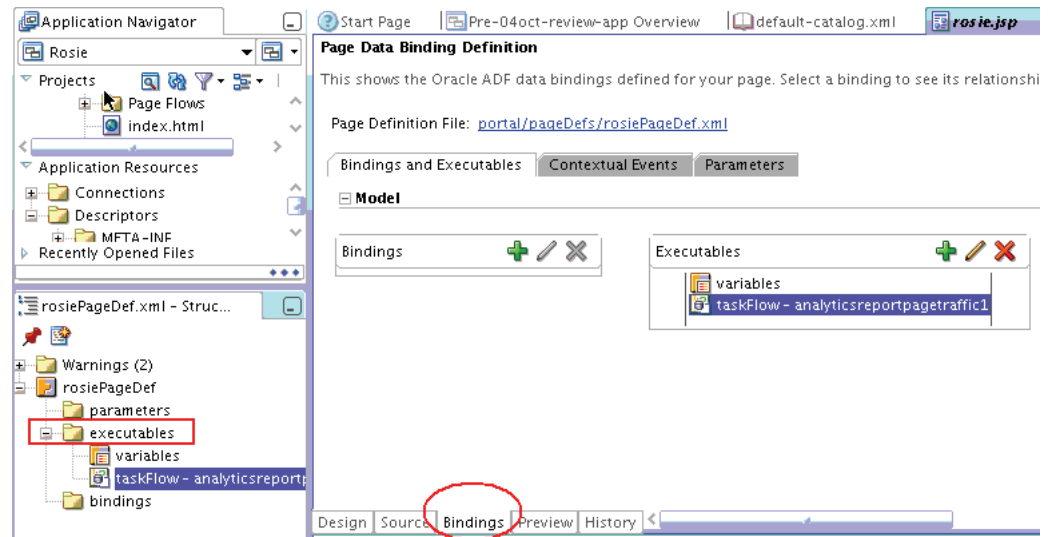 Application Navigator
Rosie
Projects
Page Flows
index.html
Application Resources
Connections
Descriptors
META-INF
Recently Opened Files
rosiePageDef.xml - Struc...
Warnings (2)
rosiePageDef
parameters
executables
variables
taskFlow - analyticsreportp
bindings
Start Page
Pre-04oct-review-app Overview
default-catalog.xml
rosie.jsp
Page Data Binding Definition
This shows the Oracle ADF data bindings defined for your page. Select a binding to see its relationshi
Page Definition File: portal/pageDefs/rosiePageDef.xml
Bindings and Executables
Contextual Events
Parameters
Model
Bindings
Executables
variables
taskFlow - analyticsreportpagetraffic1
Design
Source
Bindings
Preview
History